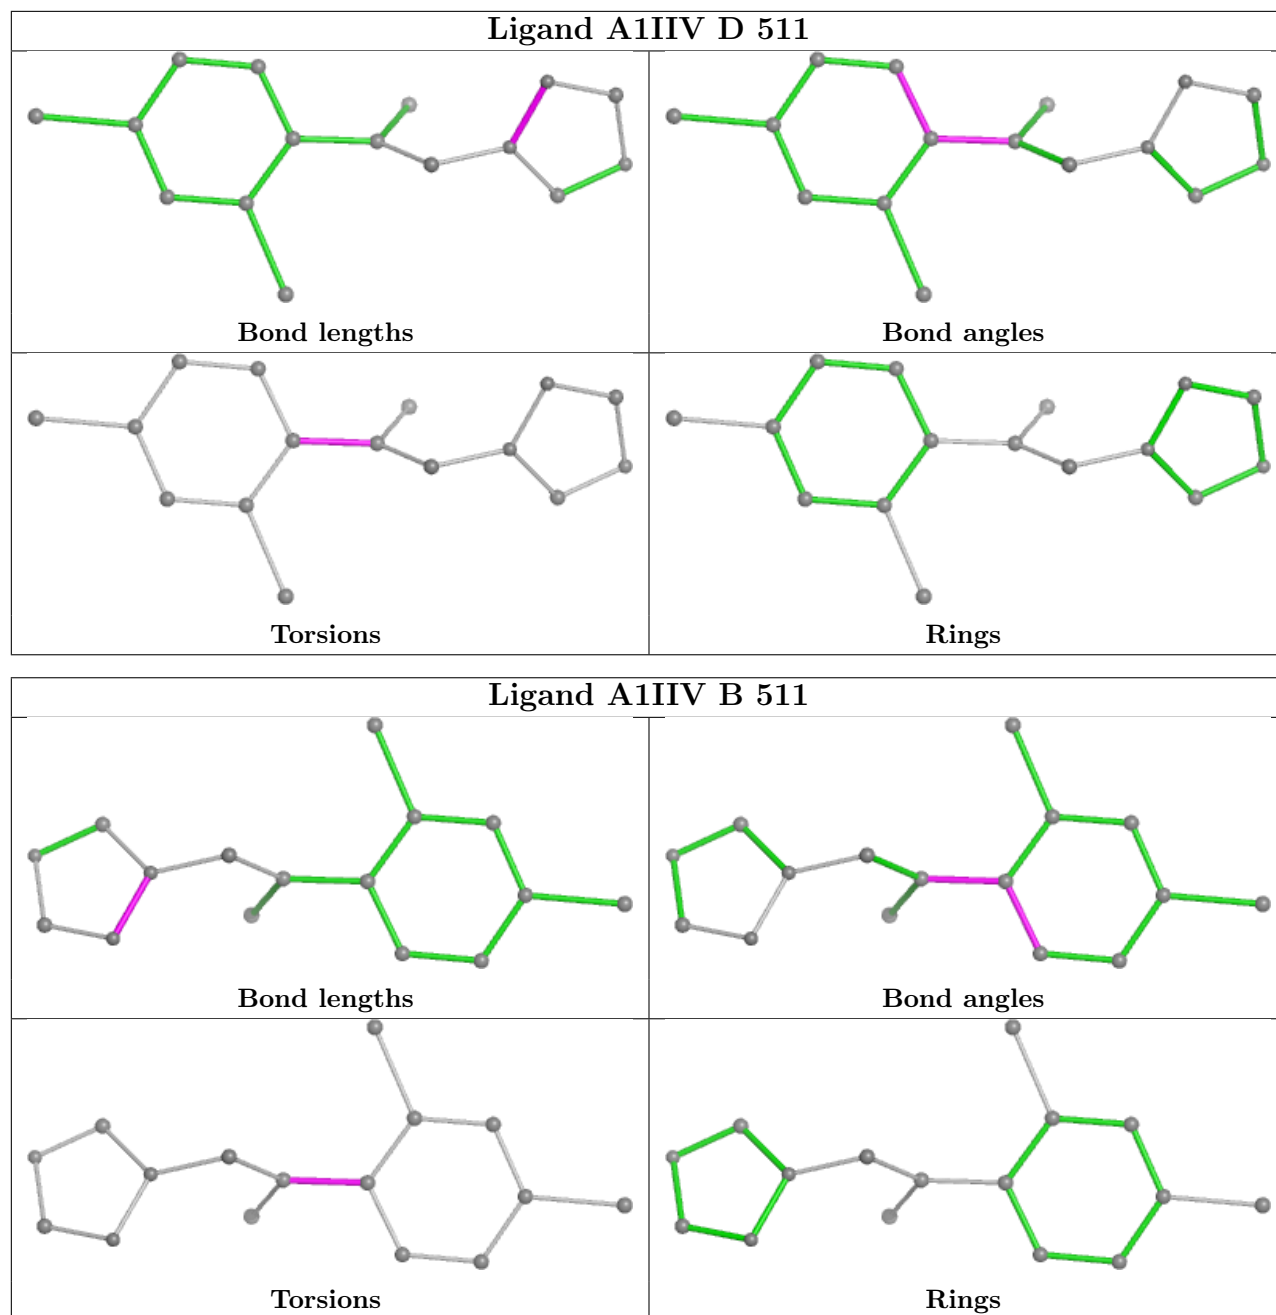 Ligand A1IIV D 511
Bond lengths
Bond angles
Torsions
Rings
Ligand A1IIV B 511
Bond lengths
Bond angles
Torsions
Rings